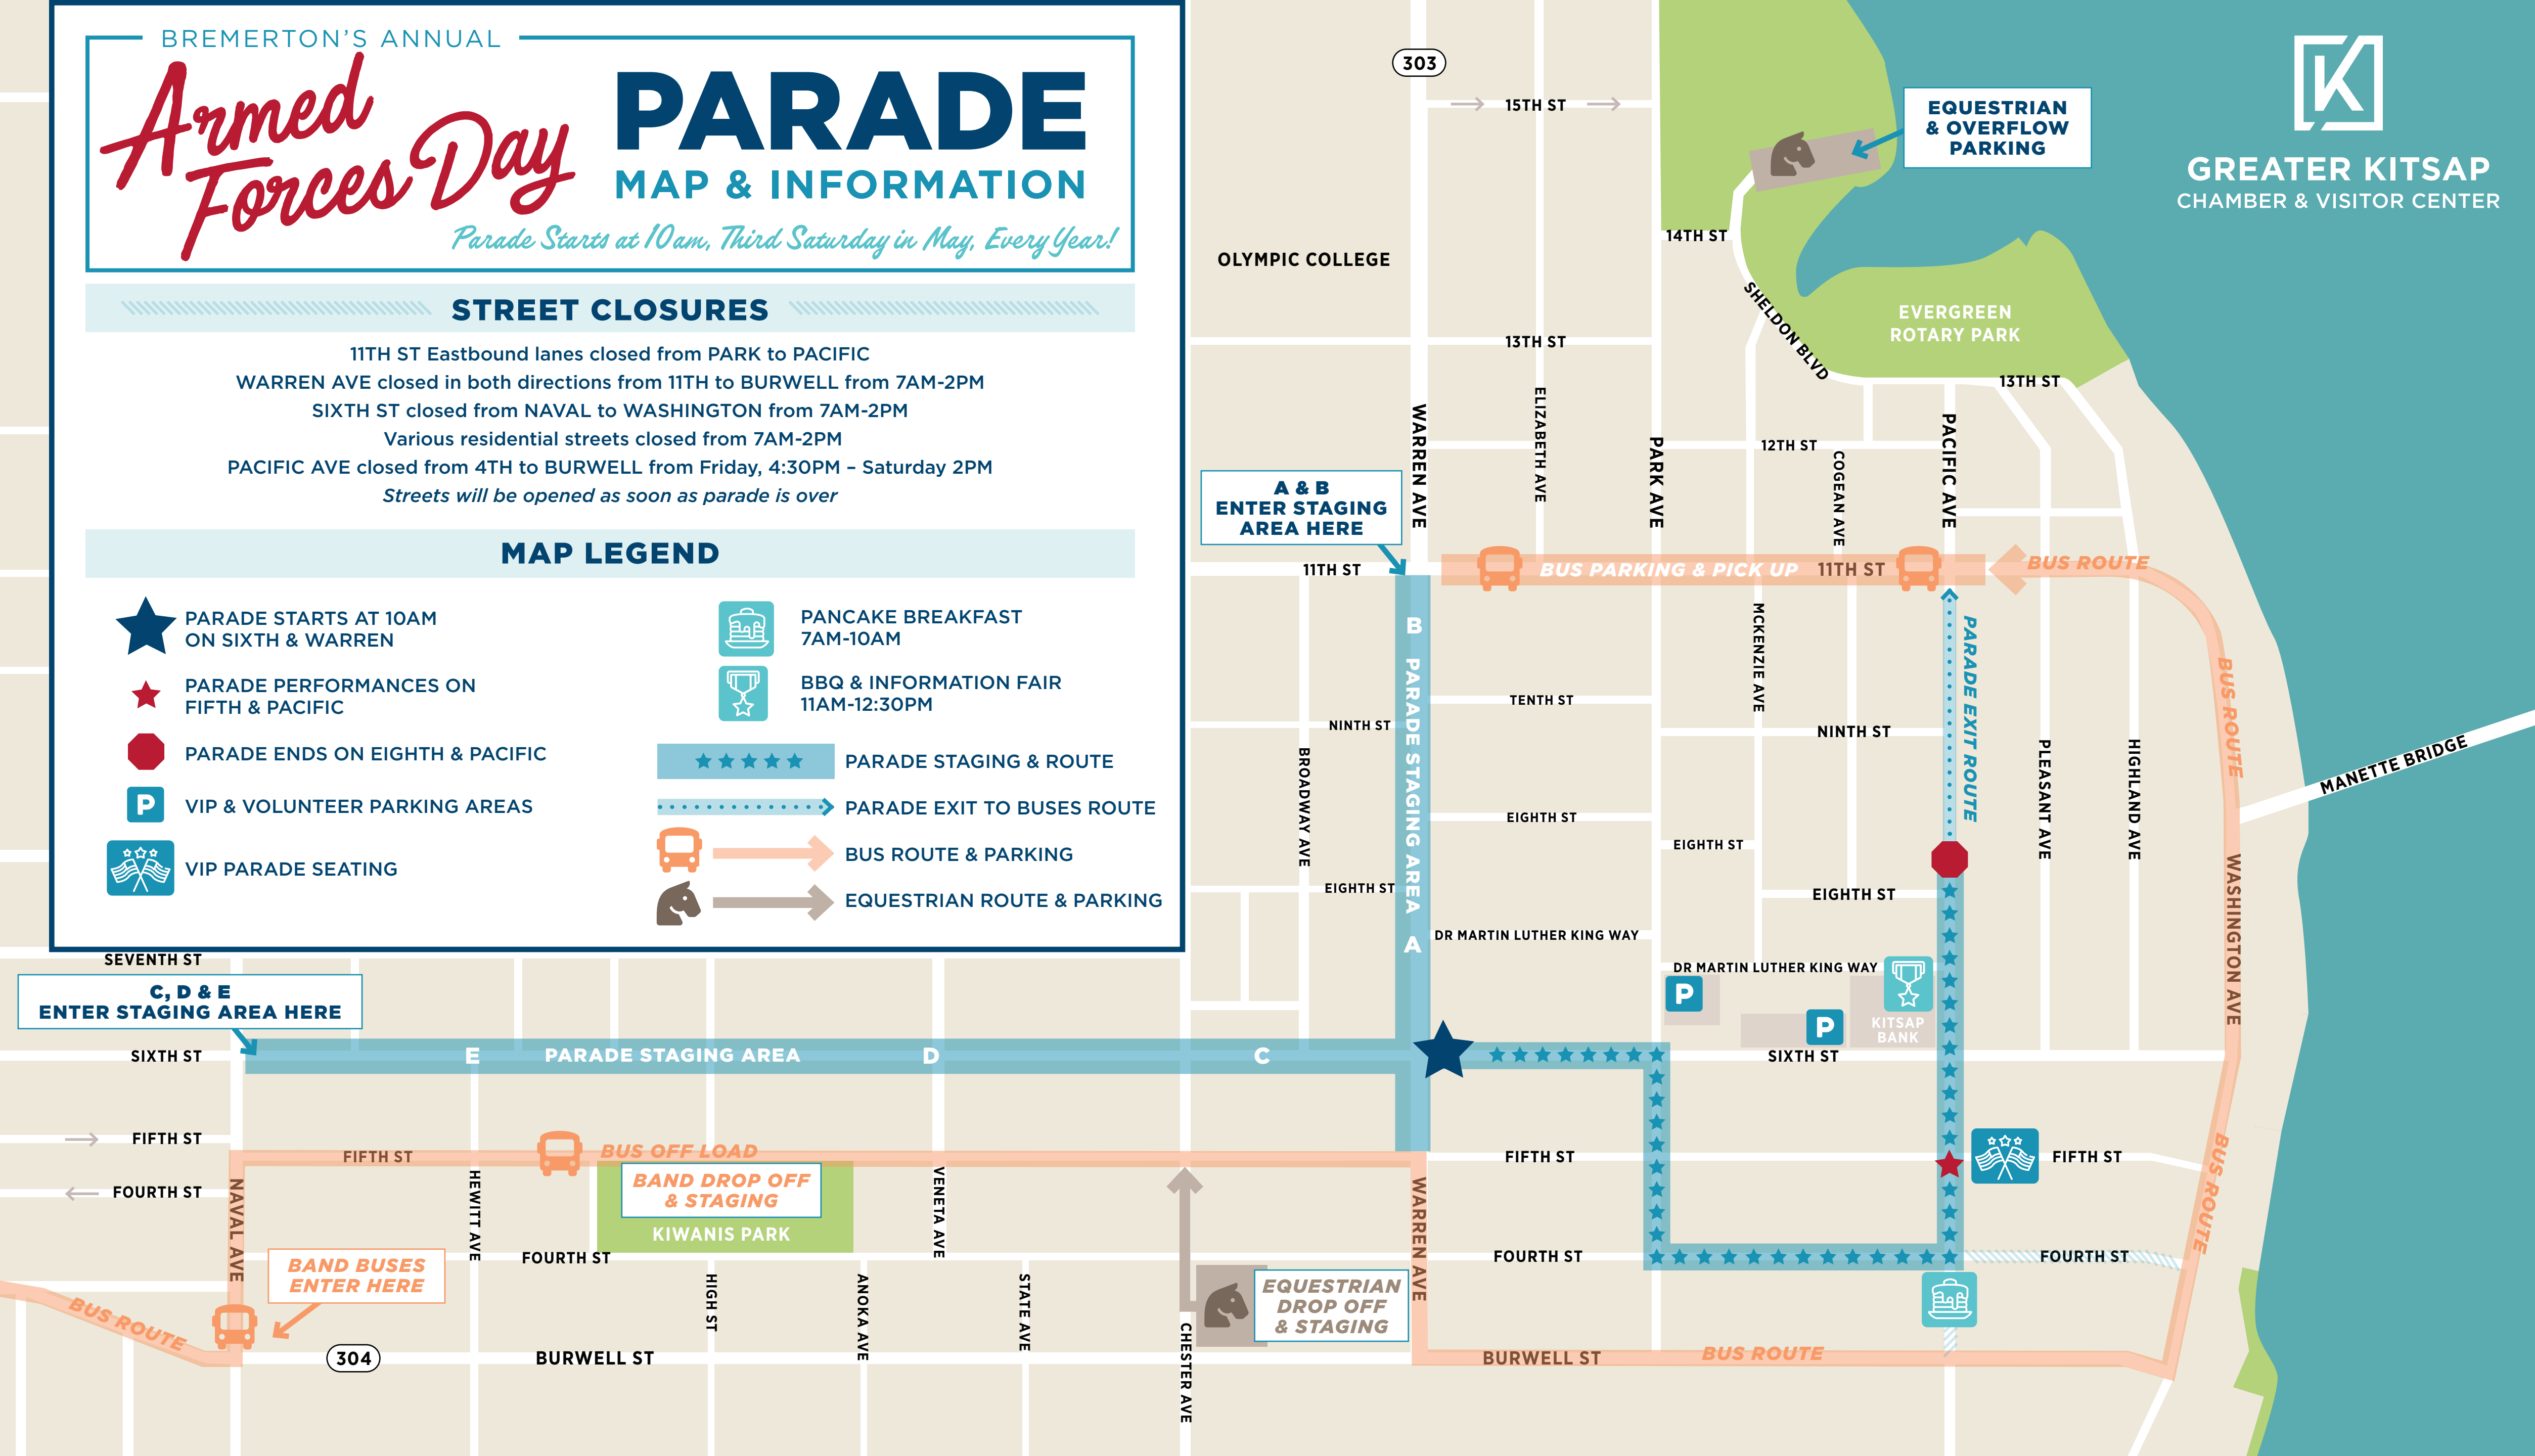 BREMERTON'S ANNUAL
Armed
Forces Day
PARADE
MAP & INFORMATION
Parade Starts at 10am, Third Saturday in May, Every Year!
STREET CLOSURES
11TH ST Eastbound lanes closed from PARK to PACIFIC
WARREN AVE closed in both directions from 11TH to BURWELL from 7AM-2PM
SIXTH ST closed from NAVAL to WASHINGTON from 7AM-2PM
Various residential streets closed from 7AM-2PM
PACIFIC AVE closed from 4TH to BURWELL from Friday, 4:30PM – Saturday 2PM
Streets will be opened as soon as parade is over
MAP LEGEND
PARADE STARTS AT 10AM
ON SIXTH & WARREN
PARADE PERFORMANCES ON
FIFTH & PACIFIC
PARADE ENDS ON EIGHTH & PACIFIC
P
VIP & VOLUNTEER PARKING AREAS
VIP PARADE SEATING
PANCAKE BREAKFAST
7AM-10AM
BBQ & INFORMATION FAIR
11AM-12:30PM
PARADE STAGING & ROUTE
PARADE EXIT TO BUSES ROUTE
BUS ROUTE & PARKING
EQUESTRIAN ROUTE & PARKING
303
15TH ST
EQUESTRIAN
& OVERFLOW
PARKING
K
GREATER KITSAP
CHAMBER & VISITOR CENTER
OLYMPIC COLLEGE
14TH ST
SHELDON BLVD
EVERGREEN
ROTARY PARK
13TH ST
13TH ST
WARREN AVE
ELIZABETH AVE
PARK AVE
12TH ST
COGEAN AVE
PACIFIC AVE
A & B
ENTER STAGING
AREA HERE
11TH ST
BUS PARKING & PICK UP
11TH ST
BUS ROUTE
B
PARADE STAGING AREA
A
MCKENZIE AVE
PARADE EXIT ROUTE
BUS ROUTE
TENTH ST
NINTH ST
NINTH ST
BROADWAY AVE
PLEASANT AVE
HIGHLAND AVE
MANETTE BRIDGE
EIGHTH ST
EIGHTH ST
EIGHTH ST
EIGHTH ST
WASHINGTON AVE
DR MARTIN LUTHER KING WAY
DR MARTIN LUTHER KING WAY
P
P
KITSAP
BANK
SEVENTH ST
C, D & E
ENTER STAGING AREA HERE
SIXTH ST
E
PARADE STAGING AREA
D
C
SIXTH ST
FIFTH ST
FIFTH ST
BUS OFF LOAD
FIFTH ST
FIFTH ST
BAND DROP OFF
& STAGING
KIWANIS PARK
FOURTH ST
NAVAL AVE
HEWITT AVE
VENETA AVE
WARREN AVE
BUS ROUTE
FOURTH ST
FOURTH ST
FOURTH ST
BAND BUSES
ENTER HERE
EQUESTRIAN
DROP OFF
& STAGING
HIGH ST
ANOKA AVE
STATE AVE
CHESTER AVE
BUS ROUTE
304
BURWELL ST
BURWELL ST
BUS ROUTE